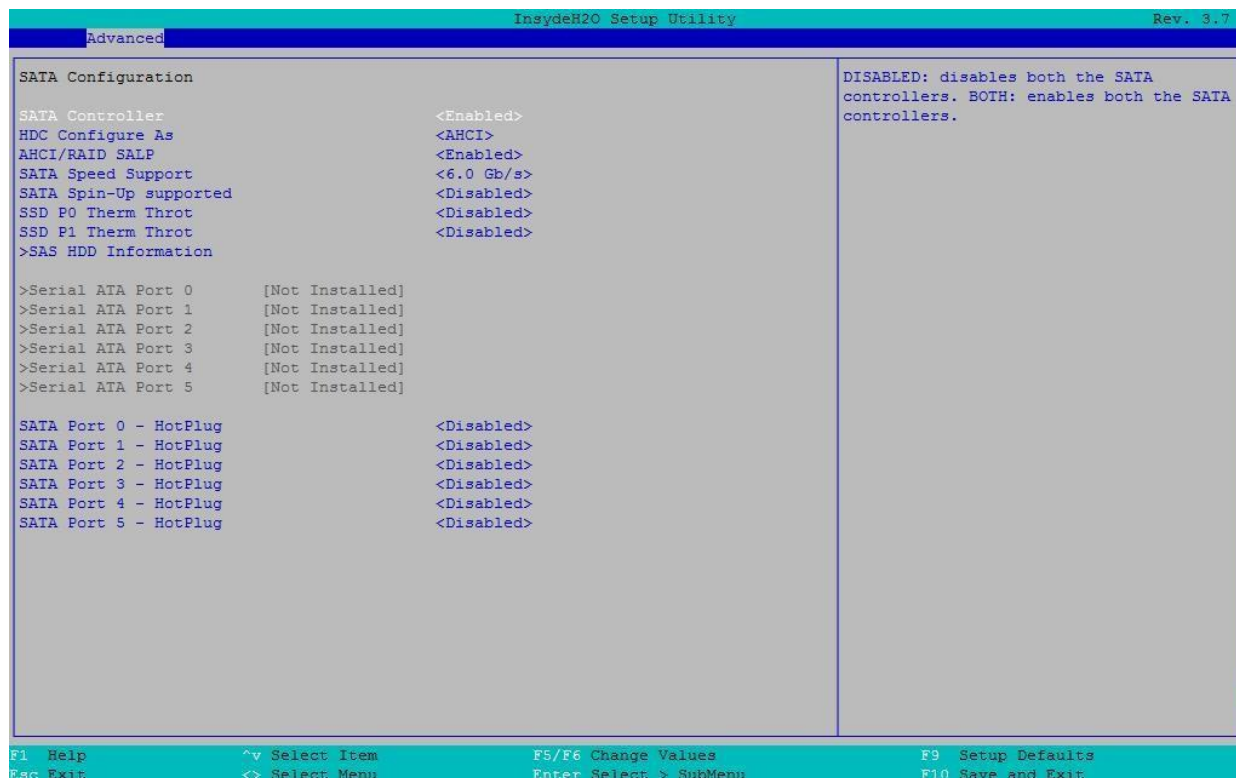 InsydeH2O Setup Utility Rev. 3.7
Advanced
SATA Configuration
SATA Controller <Enabled>
HDC Configure As <AHCI>
AHCI/RAID SALP <Enabled>
SATA Speed Support <6.0 Gb/s>
SATA Spin-Up supported <Disabled>
SSD P0 Therm Throt <Disabled>
SSD P1 Therm Throt <Disabled>
>SAS HDD Information
>Serial ATA Port 0 [Not Installed]
>Serial ATA Port 1 [Not Installed]
>Serial ATA Port 2 [Not Installed]
>Serial ATA Port 3 [Not Installed]
>Serial ATA Port 4 [Not Installed]
>Serial ATA Port 5 [Not Installed]
SATA Port 0 - HotPlug <Disabled>
SATA Port 1 - HotPlug <Disabled>
SATA Port 2 - HotPlug <Disabled>
SATA Port 3 - HotPlug <Disabled>
SATA Port 4 - HotPlug <Disabled>
SATA Port 5 - HotPlug <Disabled>
DISABLED: disables both the SATA
controllers. BOTH: enables both the SATA
controllers.
F1 Help ^v Select Item F5/F6 Change Values F9 Setup Defaults
Esc Exit <> Select Menu Enter Select > SubMenu F10 Save and Exit